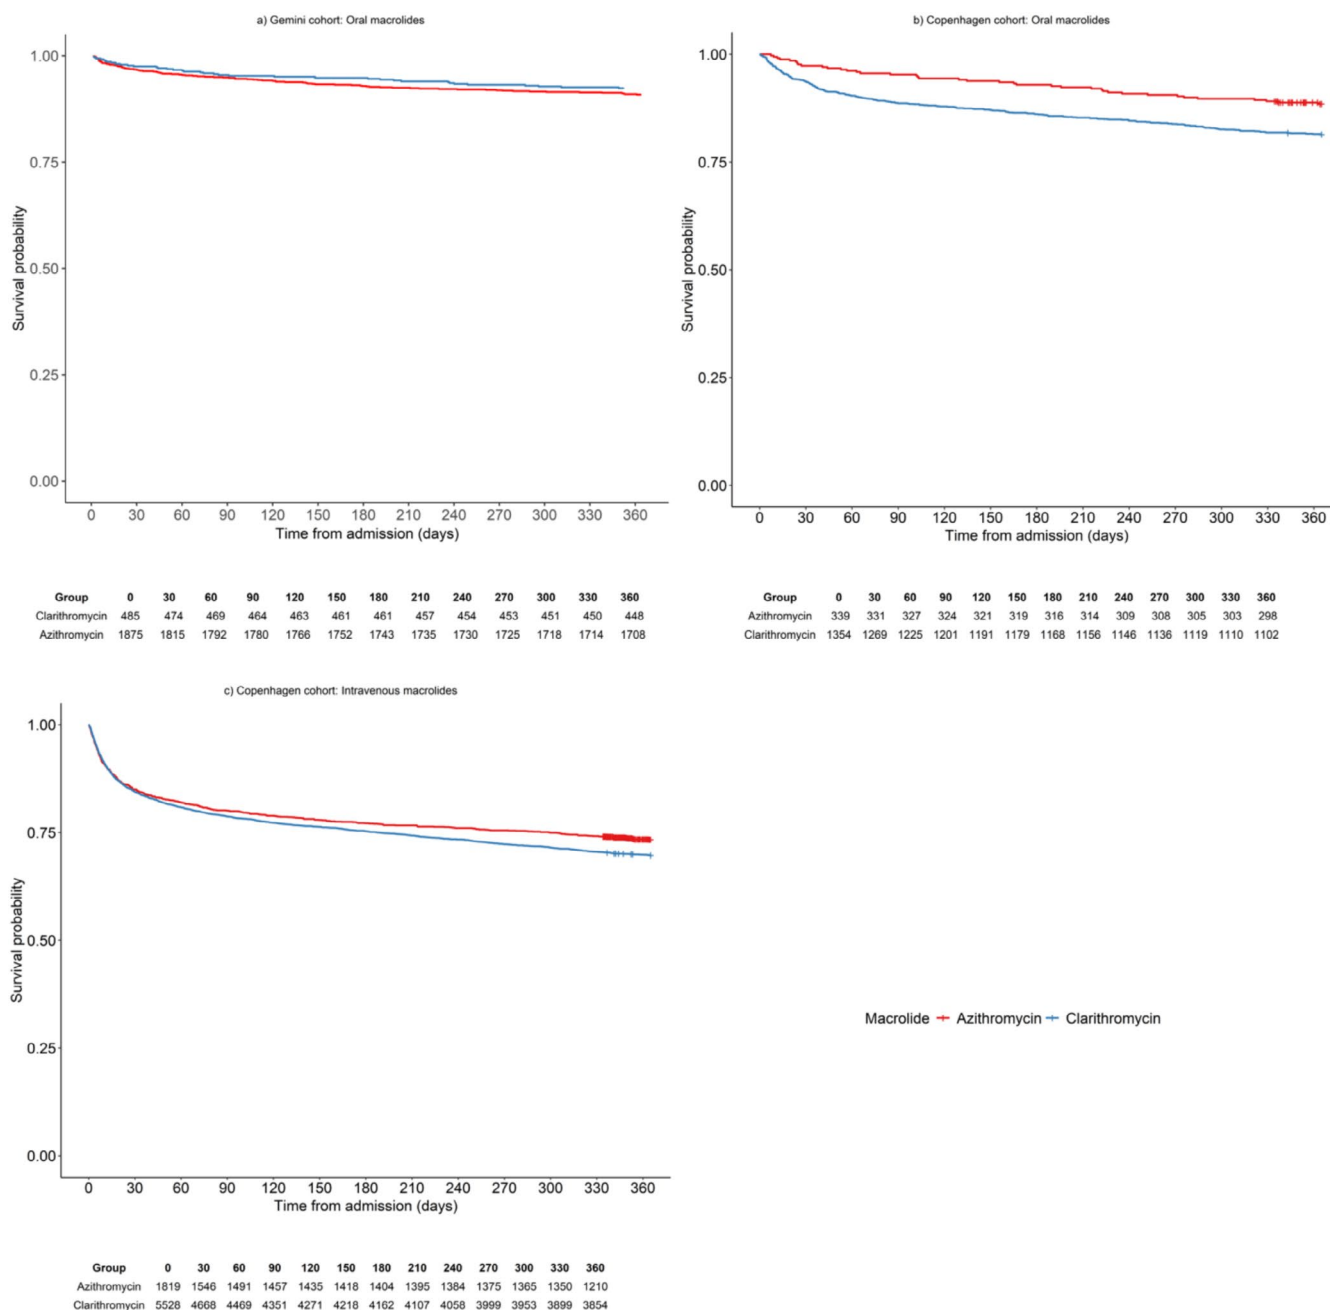 a) Gemini cohort: Oral macrolides
1.00
0.75
0.50
0.25
0.00
Survival probability
0 30 60 90 120 150 180 210 240 270 300 330 360
Time from admission (days)
Group 0 30 60 90 120 150 180 210 240 270 300 330 360
Clarithromycin 485 474 469 464 463 461 461 457 454 453 451 450 448
Azithromycin 1875 1815 1792 1780 1766 1752 1743 1735 1730 1725 1718 1714 1708
b) Copenhagen cohort: Oral macrolides
1.00
0.75
0.50
0.25
0.00
Survival probability
0 30 60 90 120 150 180 210 240 270 300 330 360
Time from admission (days)
Group 0 30 60 90 120 150 180 210 240 270 300 330 360
Azithromycin 339 331 327 324 321 319 316 314 309 308 305 303 298
Clarithromycin 1354 1269 1225 1201 1191 1179 1168 1156 1146 1136 1119 1110 1102
c) Copenhagen cohort: Intravenous macrolides
1.00
0.75
0.50
0.25
0.00
Survival probability
0 30 60 90 120 150 180 210 240 270 300 330 360
Time from admission (days)
Group 0 30 60 90 120 150 180 210 240 270 300 330 360
Azithromycin 1819 1546 1491 1457 1435 1418 1404 1395 1384 1375 1365 1350 1210
Clarithromycin 5528 4668 4469 4351 4271 4218 4162 4107 4058 3999 3953 3899 3854
Macrolide Azithromycin Clarithromycin